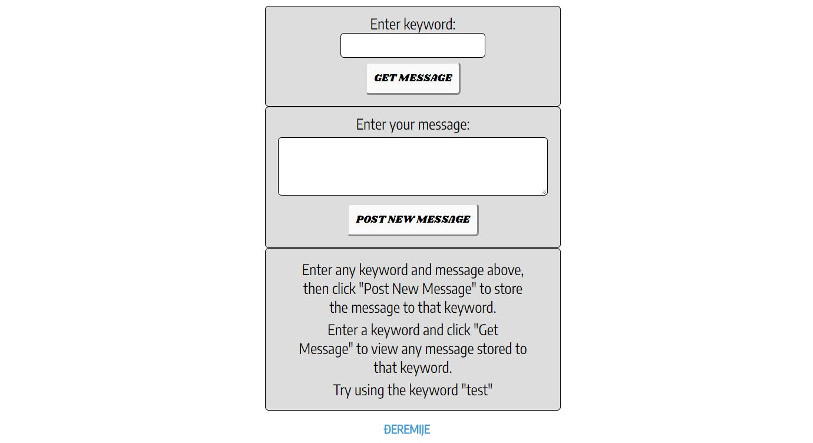 Enter keyword:
GET MESSAGE
Enter your message:
POST NEW MESSAGE
Enter any keyword and message above,
then click "Post New Message" to store
the message to that keyword.
Enter a keyword and click "Get
Message" to view any message stored to
that keyword.
Try using the keyword "test"
ĐEREMIJE